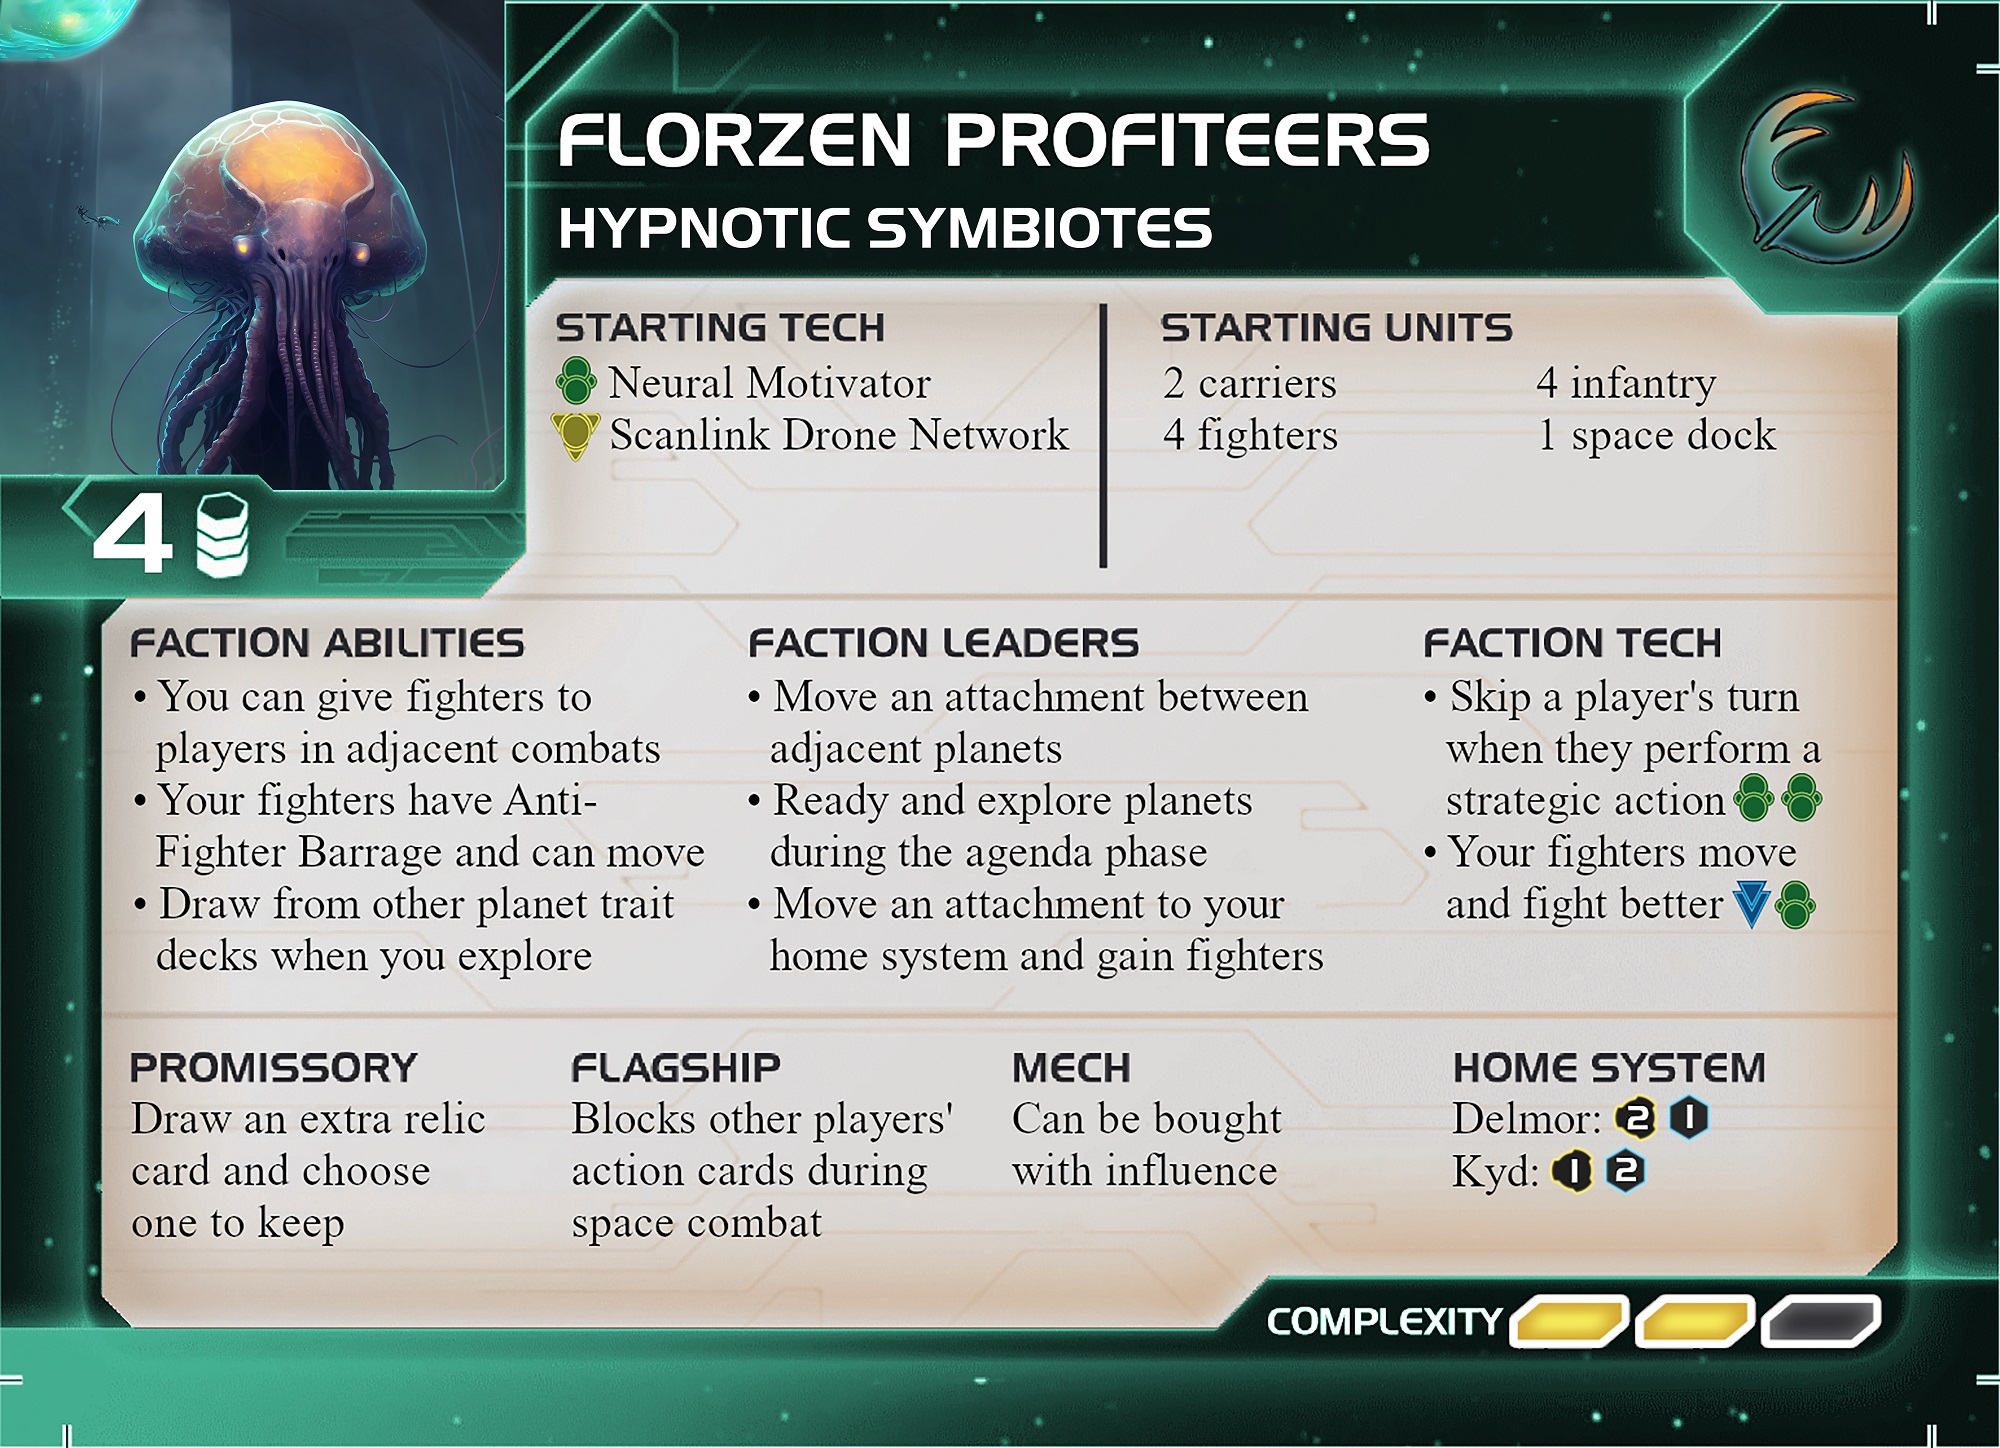 FLORZEN PROFITEERS
HYPNOTIC SYMBIOTES
STARTING TECH
Neural Motivator
Scanlink Drone Network
STARTING UNITS
2 carriers
4 fighters
4 infantry
1 space dock
4
FACTION ABILITIES
• You can give fighters to
players in adjacent combats
• Your fighters have Anti-
Fighter Barrage and can move
• Draw from other planet trait
decks when you explore
FACTION LEADERS
• Move an attachment between
adjacent planets
• Ready and explore planets
during the agenda phase
• Move an attachment to your
home system and gain fighters
FACTION TECH
• Skip a player's turn
when they perform a
strategic action
• Your fighters move
and fight better
PROMISSORY
Draw an extra relic
card and choose
one to keep
FLAGSHIP
Blocks other players'
action cards during
space combat
MECH
Can be bought
with influence
HOME SYSTEM
Delmor: 2 1
Kyd: 1 2
COMPLEXITY